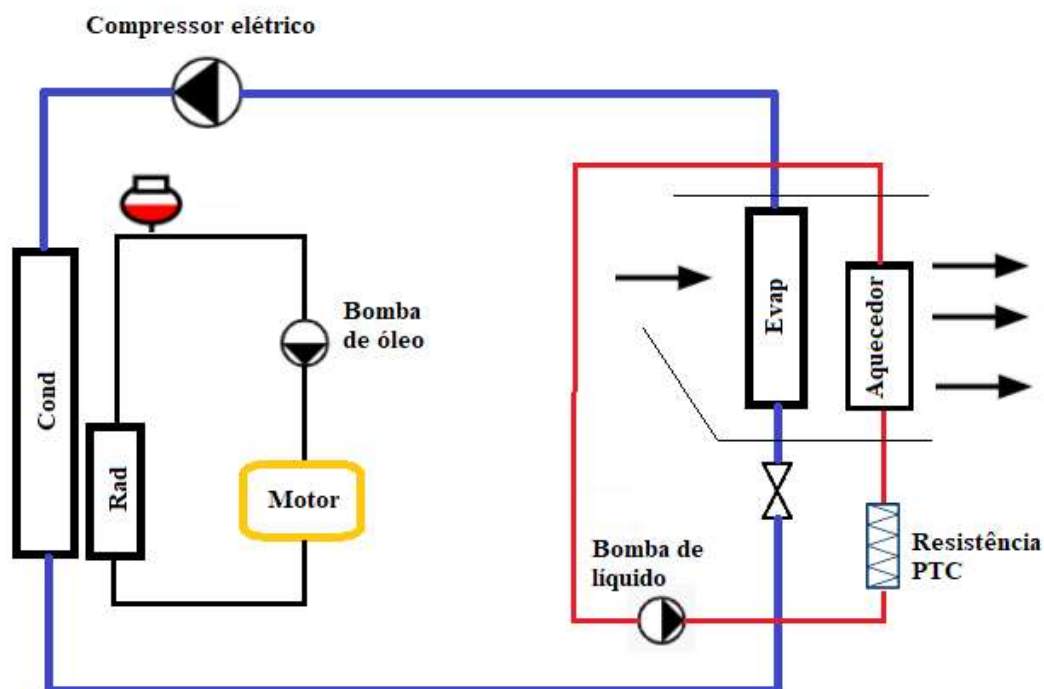 Compressor elétrico
Bomba
de óleo
Cond
Rad
Motor
Evap
Aquecedor
Bomba de
líquido
Resistência
PTC